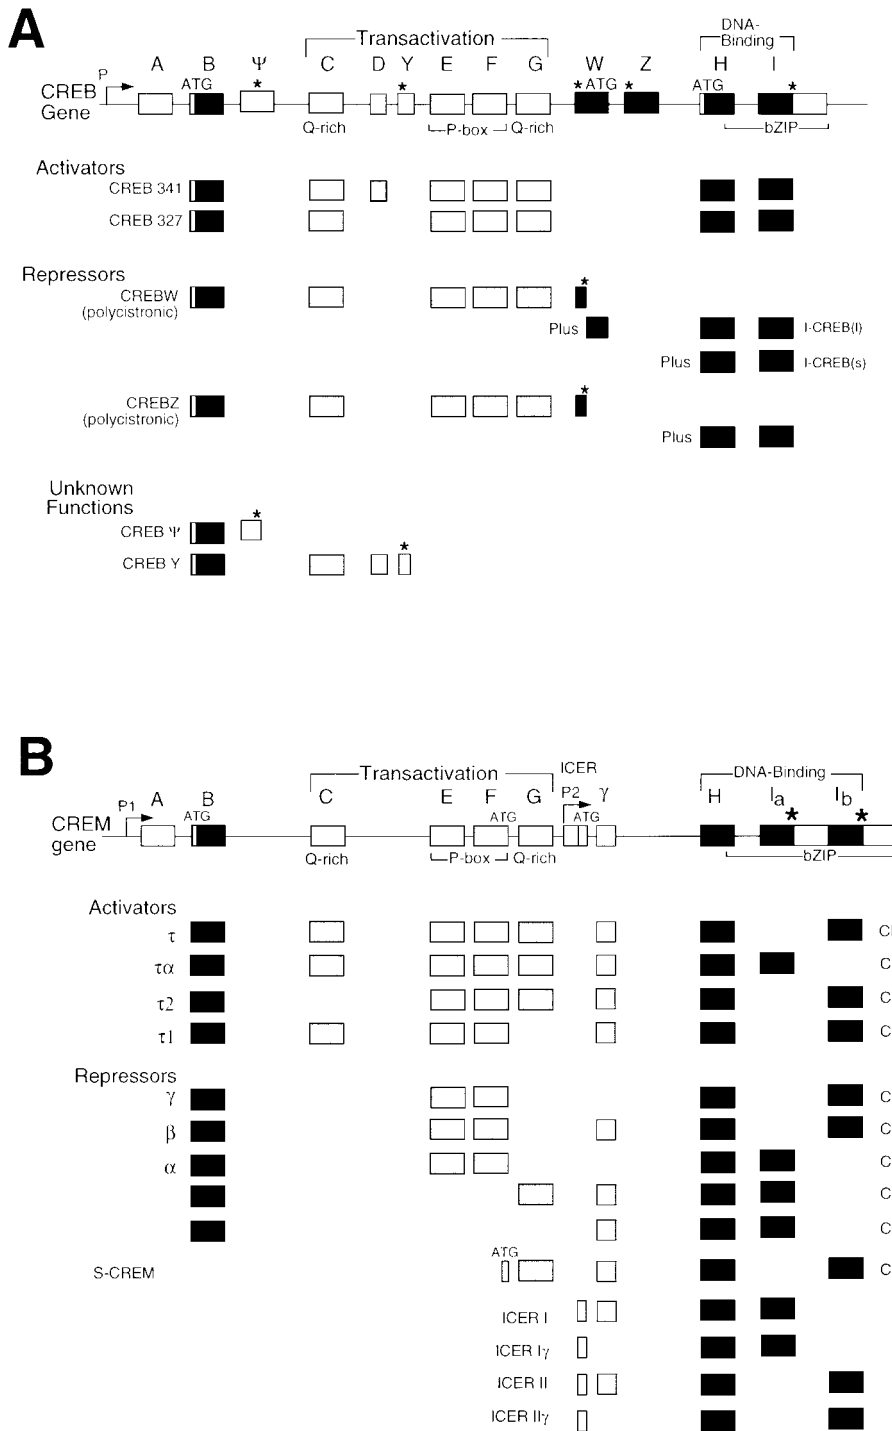 A
Transactivation
DNA-
Binding
P A B Ψ C D Y E F G W Z H I
ATG * * * ATG * ATG *
CREB
Gene
Q-rich P-box Q-rich bZIP
Activators
CREB 341
CREB 327
Repressors
CREBW *
(polycistronic)
Plus I-CREB(l)
Plus I-CREB(s)
CREBZ *
(polycistronic)
Plus
Unknown
Functions
CREB Ψ *
CREB Y *
B
Transactivation ICER DNA-Binding
P1 A B C E F G P2 γ H Ia Ib
ATG ATG ATG * *
CREM
gene
Q-rich P-box Q-rich bZIP
Activators
τ
τα C
τ2 C
τ1 C
Repressors
γ C
β C
α C
C
C
ATG
S-CREM C
ICER I
ICER Iγ
ICER II
ICER IIγ